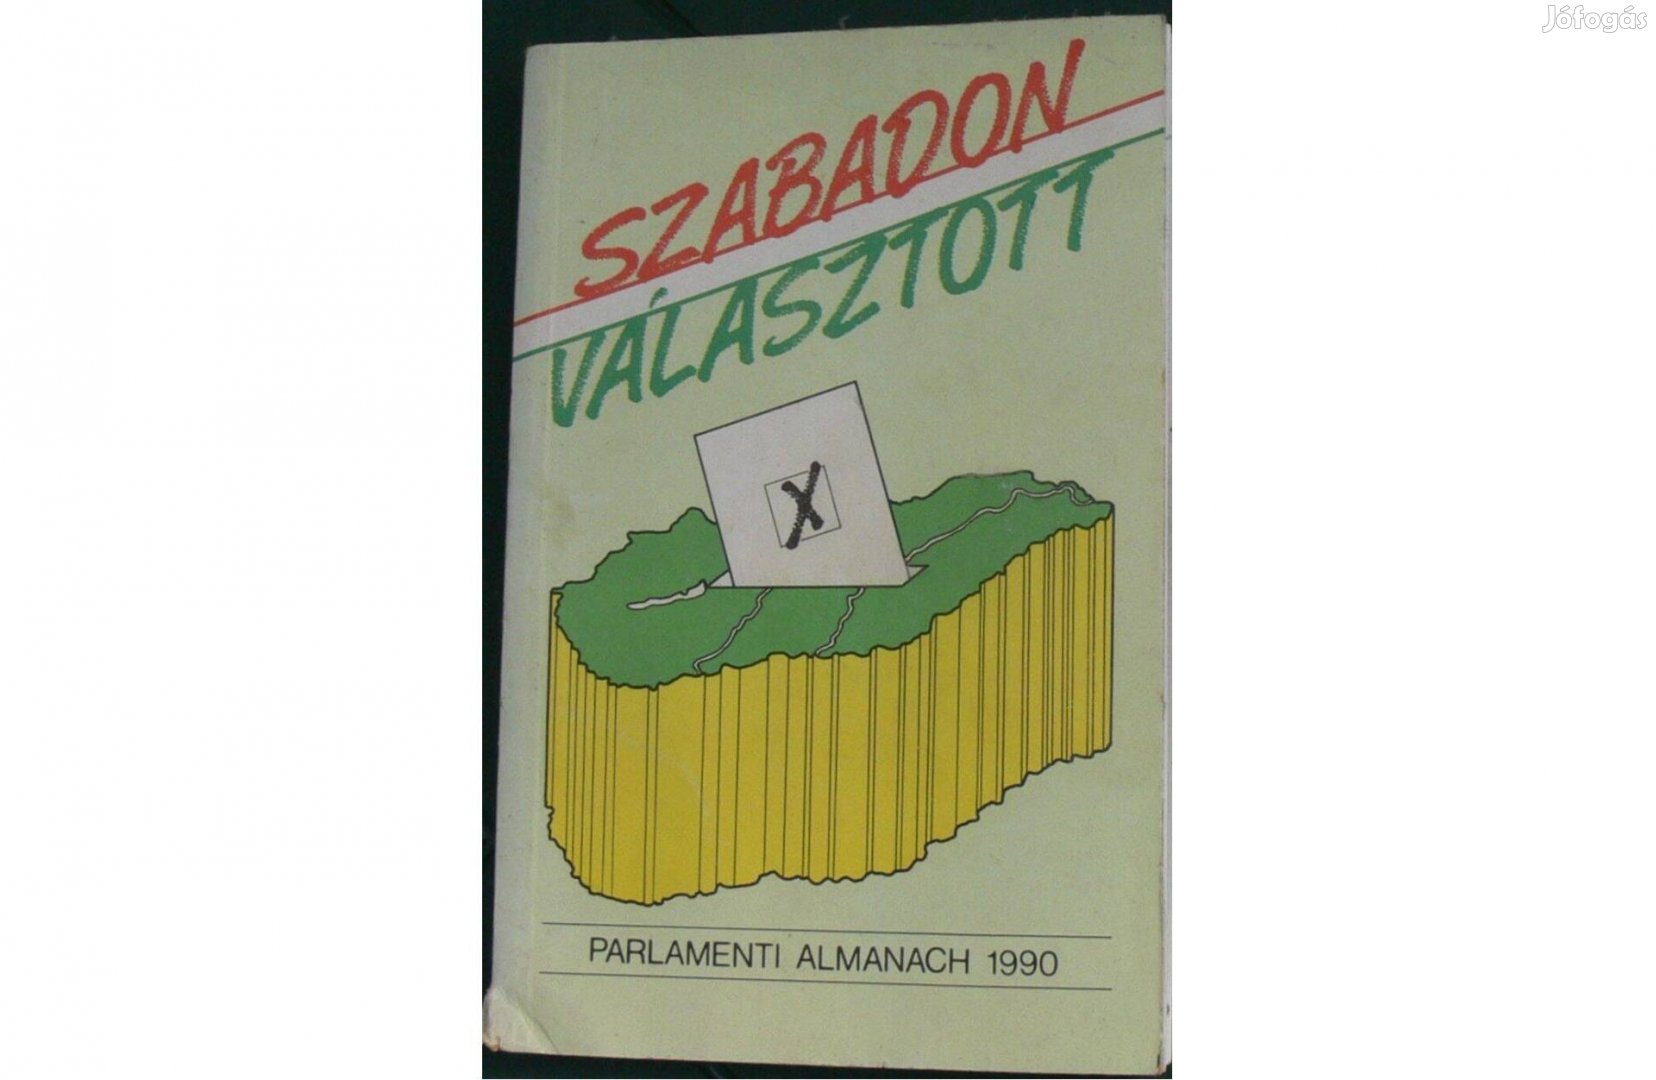 Jófogás
SZABADON
VÁLASZTOTT
X
PARLAMENTI ALMANACH 1990